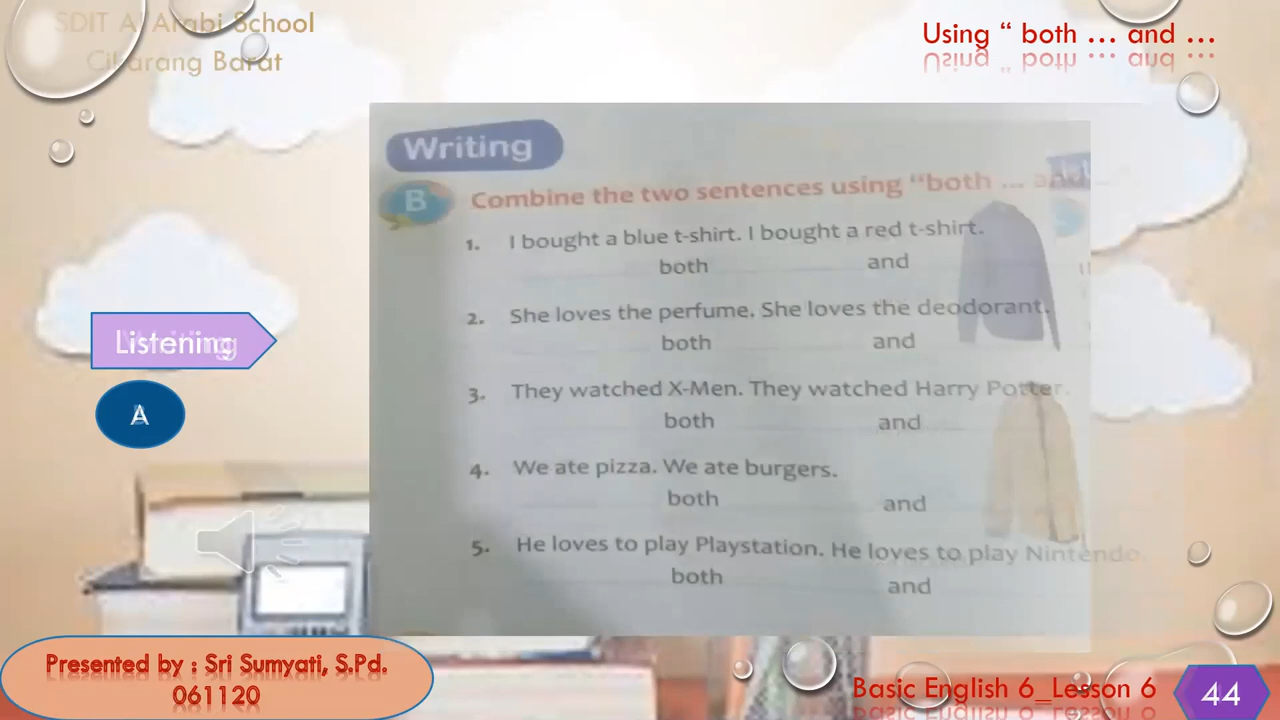 SDIT Al Arabi School
Cikarang Barat
Using “ both ... and ...
Writing
B Combine the two sentences using “both ... and ...”
1. I bought a blue t-shirt. I bought a red t-shirt.
both and
2. She loves the perfume. She loves the deodorant.
both and
3. They watched X-Men. They watched Harry Potter.
both and
4. We ate pizza. We ate burgers.
both and
5. He loves to play Playstation. He loves to play Nintendo.
both and
Listening
A
Presented by : Sri Sumyati, S.Pd.
061120
Basic English 6_Lesson 6
44